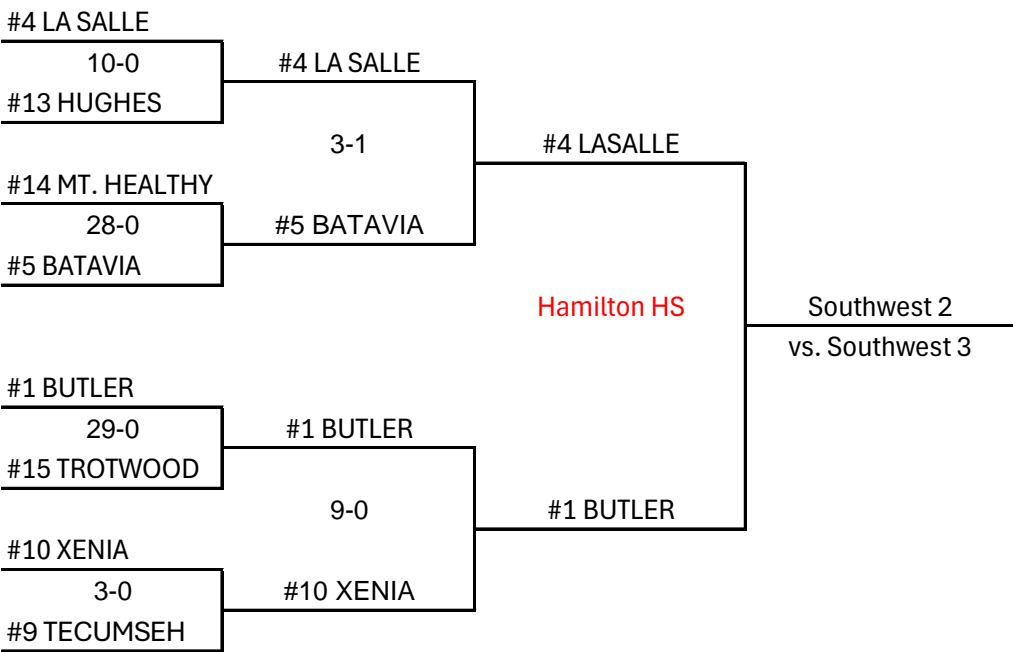 #4 LA SALLE
10-0
#4 LA SALLE
#13 HUGHES
3-1
#4 LASALLE
#14 MT. HEALTHY
28-0
#5 BATAVIA
#5 BATAVIA
Hamilton HS
Southwest 2
vs. Southwest 3
#1 BUTLER
29-0
#1 BUTLER
#15 TROTWOOD
9-0
#1 BUTLER
#10 XENIA
3-0
#10 XENIA
#9 TECUMSEH